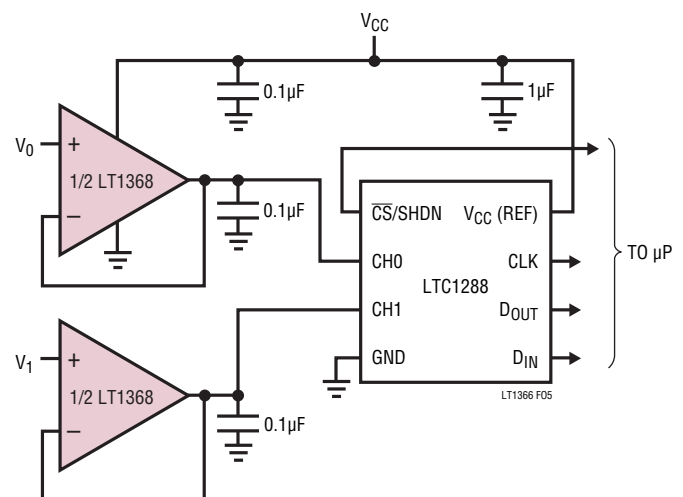 VCC
0.1µF
1µF
V0
+
1/2 LT1368
–
0.1µF
CS/SHDN
VCC (REF)
CH0
CLK
LTC1288
CH1
DOUT
GND
DIN
TO µP
LT1366 F05
V1
+
1/2 LT1368
–
0.1µF